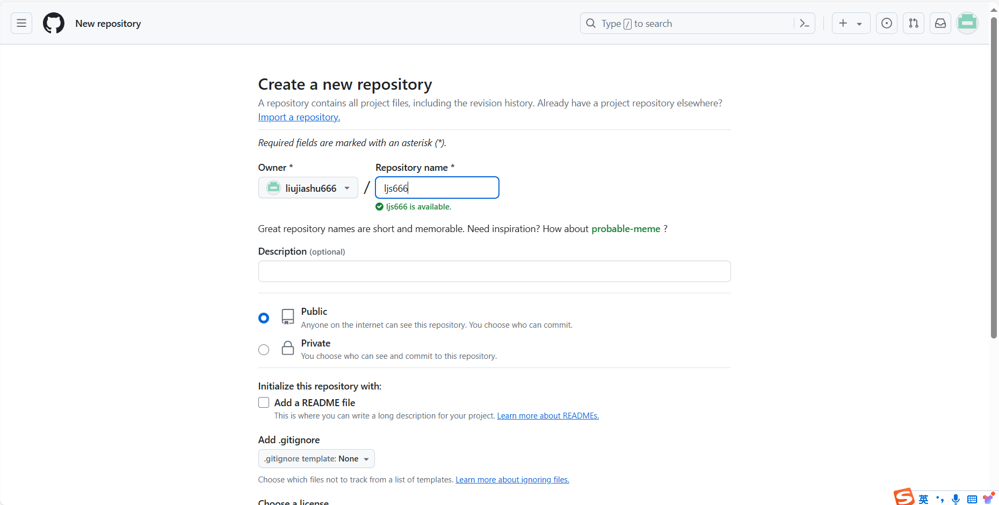 New repository
Type / to search
Create a new repository
A repository contains all project files, including the revision history. Already have a project repository elsewhere?
Import a repository.
Required fields are marked with an asterisk (*).
Owner * Repository name *
liujiashu666 / ljs666
ljs666 is available.
Great repository names are short and memorable. Need inspiration? How about probable-meme ?
Description (optional)
Public
Anyone on the internet can see this repository. You choose who can commit.
Private
You choose who can see and commit to this repository.
Initialize this repository with:
Add a README file
This is where you can write a long description for your project. Learn more about READMEs.
Add .gitignore
.gitignore template: None
Choose which files not to track from a list of templates. Learn more about ignoring files.
Choose a license
S 英